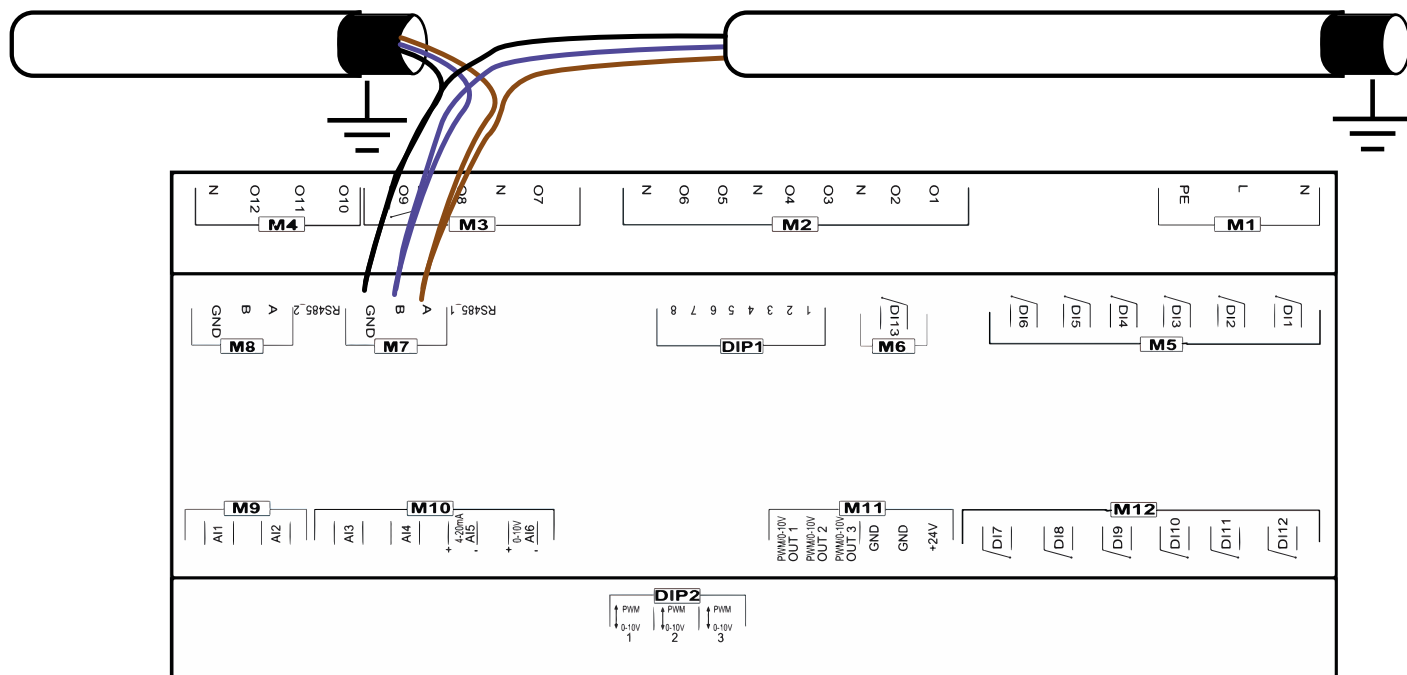 N O12 O11 O10 O9 O8 N O7 N O6 O5 N O4 O3 N O2 O1 PE L N
M4 M3 M2 M1
GND B A RS485_2 GND B A RS485_1 8 7 6 5 4 3 2 1 DI13 DI6 DI5 DI4 DI3 DI2 DI1
M8 M7 DIP1 M6 M5
M9 M10 M11 M12
AI1 AI2 AI3 AI4 + 4-20mA AI5 - + 0-10V AI6 - PWM/0-10V OUT 1 PWM/0-10V OUT 2 PWM/0-10V OUT 3 GND GND +24V DI7 DI8 DI9 DI10 DI11 DI12
DIP2
PWM PWM PWM
0-10V 0-10V 0-10V
1 2 3